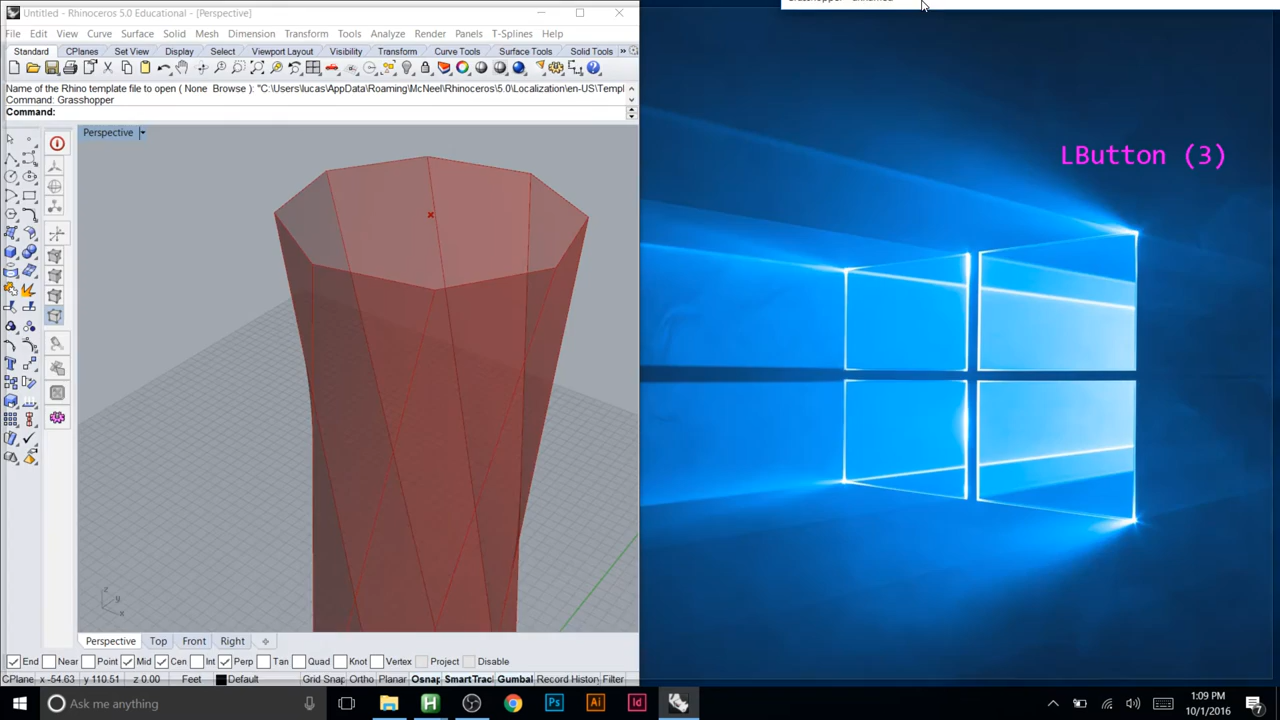 Untitled - Rhinoceros 5.0 Educational - [Perspective]
File Edit View Curve Surface Solid Mesh Dimension Transform Tools Analyze Render Panels T-Splines Help
Standard CPlanes Set View Display Select Viewport Layout Visibility Transform Curve Tools Surface Tools Solid Tools »
Name of the Rhino template file to open ( None Browse ): "C:\Users\lucas\AppData\Roaming\McNeel\Rhinoceros\5.0\Localization\en-US\Templ
Command: Grasshopper
Command:
Perspective
LButton (3)
z
y
x
Perspective Top Front Right
End Near Point Mid Cen Int Perp Tan Quad Knot Vertex Project Disable
CPlane x -54.63 y 110.51 z 0.00 Feet Default Grid Snap Ortho Planar Osnap SmartTrac Gumbal Record History Filter
Ask me anything
Ps Ai Id
1:09 PM
10/1/2016
7